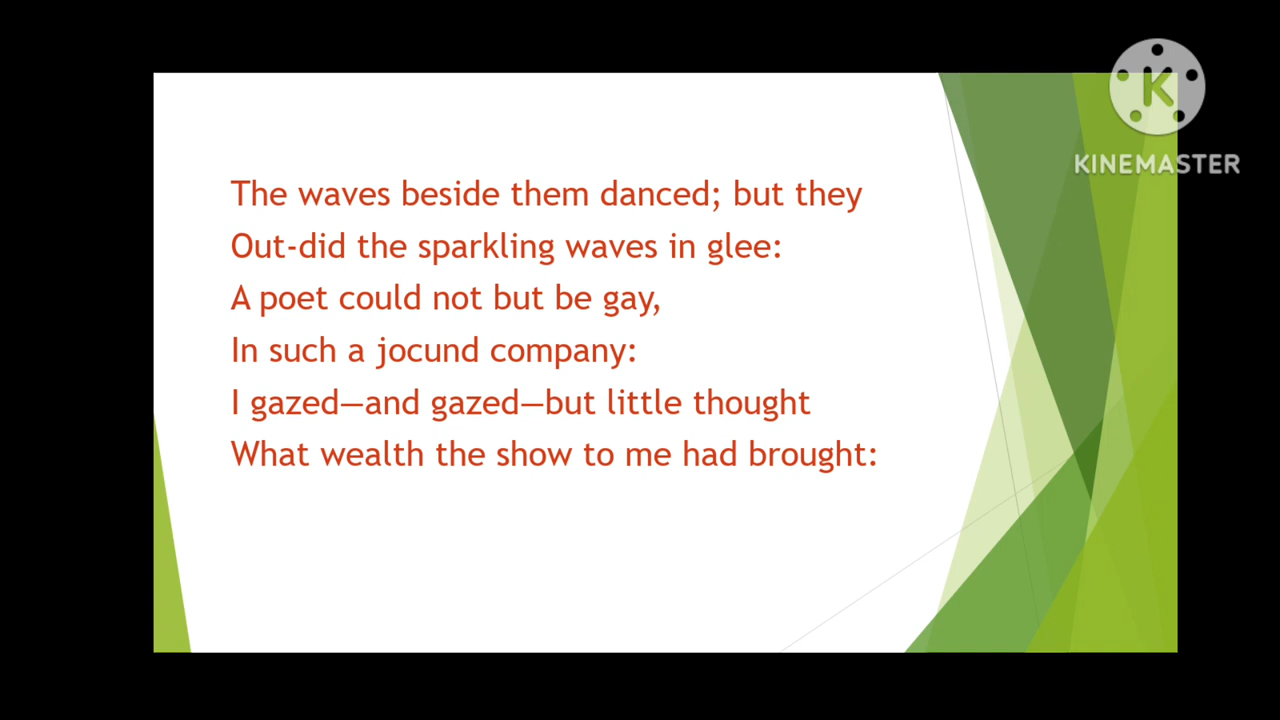 The waves beside them danced; but they
Out-did the sparkling waves in glee:
A poet could not but be gay,
In such a jocund company:
I gazed—and gazed—but little thought
What wealth the show to me had brought:
K
KINEMASTER